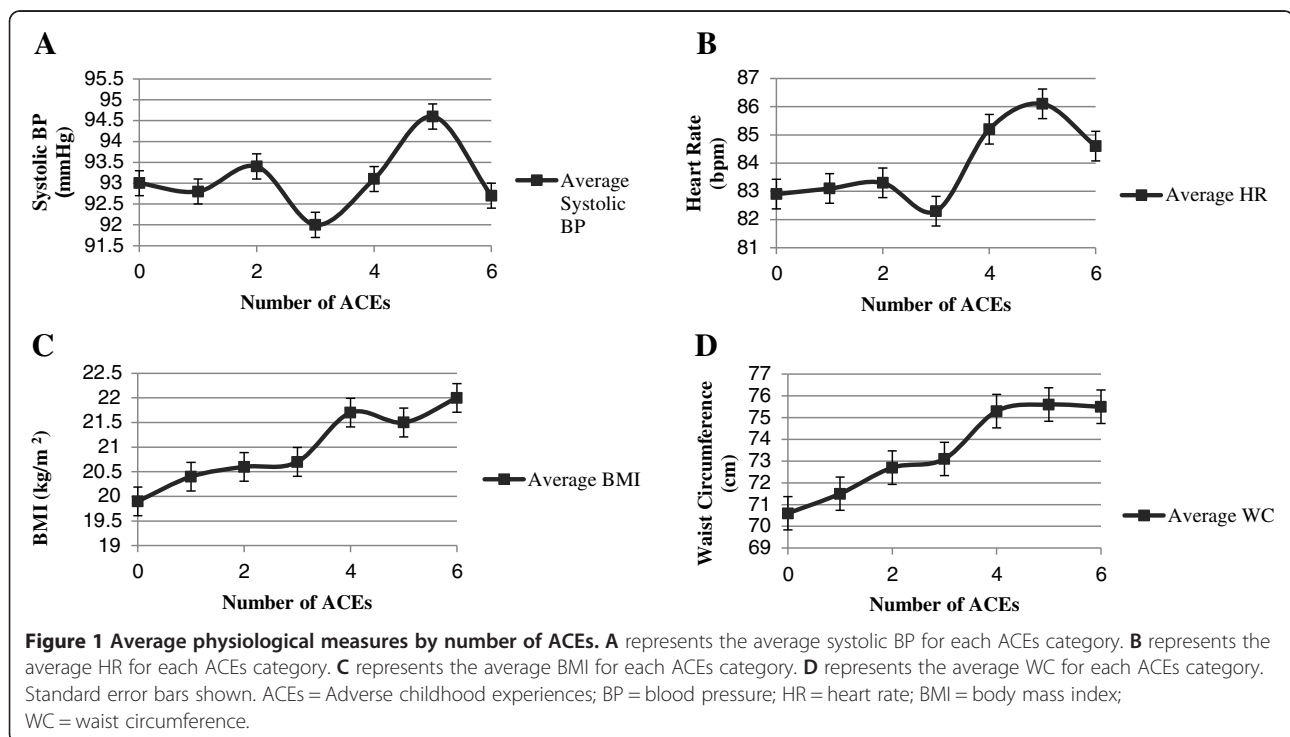 A
95.5
95
94.5
94
93.5
93
92.5
92
91.5
Systolic BP
(mmHg)
0 2 4 6
Number of ACEs
Average
Systolic
BP
B
87
86
85
84
83
82
81
Heart Rate
(bpm)
0 2 4 6
Number of ACEs
Average HR
C
22.5
22
21.5
21
20.5
20
19.5
19
BMI (kg/m ²)
0 2 4 6
Number of ACEs
Average BMI
D
77
76
75
74
73
72
71
70
69
Waist Circumference
(cm)
0 2 4 6
Number of ACEs
Average WC
Figure 1 Average physiological measures by number of ACEs. A represents the average systolic BP for each ACEs category. B represents the
average HR for each ACEs category. C represents the average BMI for each ACEs category. D represents the average WC for each ACEs category.
Standard error bars shown. ACEs = Adverse childhood experiences; BP = blood pressure; HR = heart rate; BMI = body mass index;
WC = waist circumference.